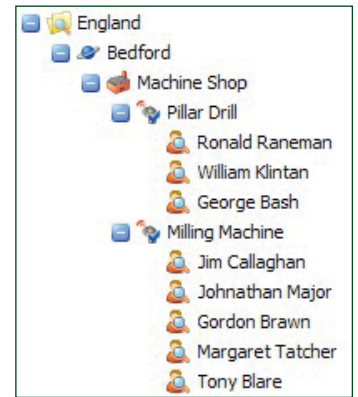 England
Bedford
Machine Shop
Pillar Drill
Ronald Raneman
William Klintan
George Bash
Milling Machine
Jim Callaghan
Johnathan Major
Gordon Brawn
Margaret Tatcher
Tony Blare